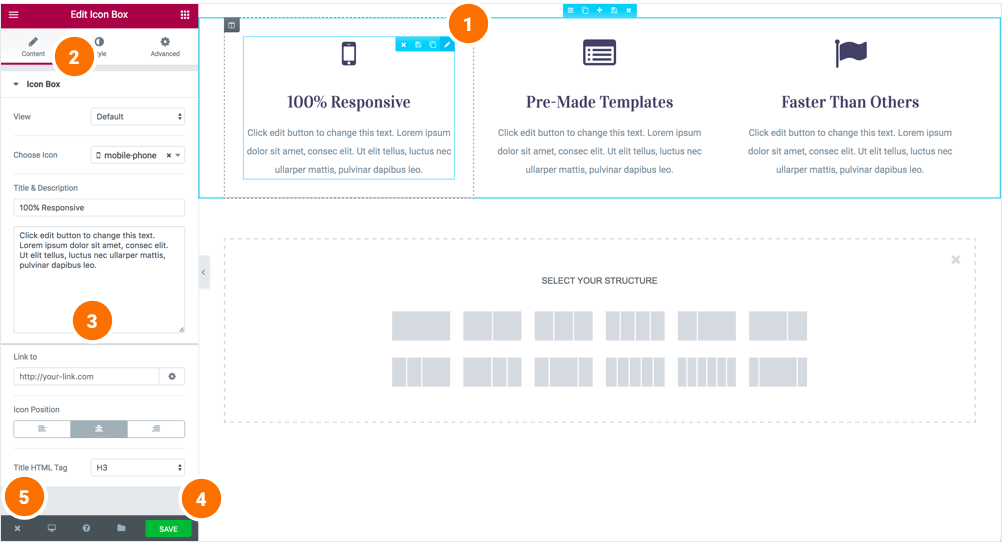 Edit Icon Box
1
Content
2
tyle
Advanced
Icon Box
View
Default
Choose Icon
mobile-phone
Title & Description
100% Responsive
Click edit button to change this text.
Lorem ipsum dolor sit amet, consec elit.
Ut elit tellus, luctus nec ullarper mattis,
pulvinar dapibus leo.
3
Link to
http://your-link.com
Icon Position
Title HTML Tag
H3
5
4
SAVE
100% Responsive
Click edit button to change this text. Lorem ipsum
dolor sit amet, consec elit. Ut elit tellus, luctus nec
ullarper mattis, pulvinar dapibus leo.
Pre-Made Templates
Click edit button to change this text. Lorem ipsum
dolor sit amet, consec elit. Ut elit tellus, luctus nec
ullarper mattis, pulvinar dapibus leo.
Faster Than Others
Click edit button to change this text. Lorem ipsum
dolor sit amet, consec elit. Ut elit tellus, luctus nec
ullarper mattis, pulvinar dapibus leo.
SELECT YOUR STRUCTURE